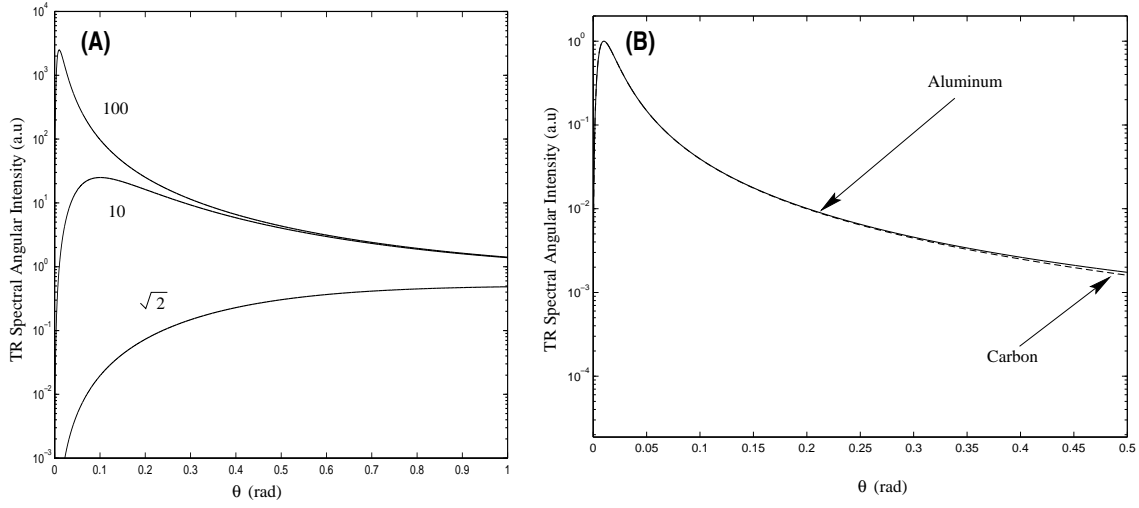 (A)
TR Spectral Angular Intensity (a.u)
10^4
10^3
10^2
10^1
10^0
10^-1
10^-2
10^-3
100
10
√2
0 0.1 0.2 0.3 0.4 0.5 0.6 0.7 0.8 0.9 1
θ (rad)
(B)
TR Spectral Angular Intensity (a.u)
10^0
10^-1
10^-2
10^-3
10^-4
Aluminum
Carbon
0 0.05 0.1 0.15 0.2 0.25 0.3 0.35 0.4 0.45 0.5
θ (rad)